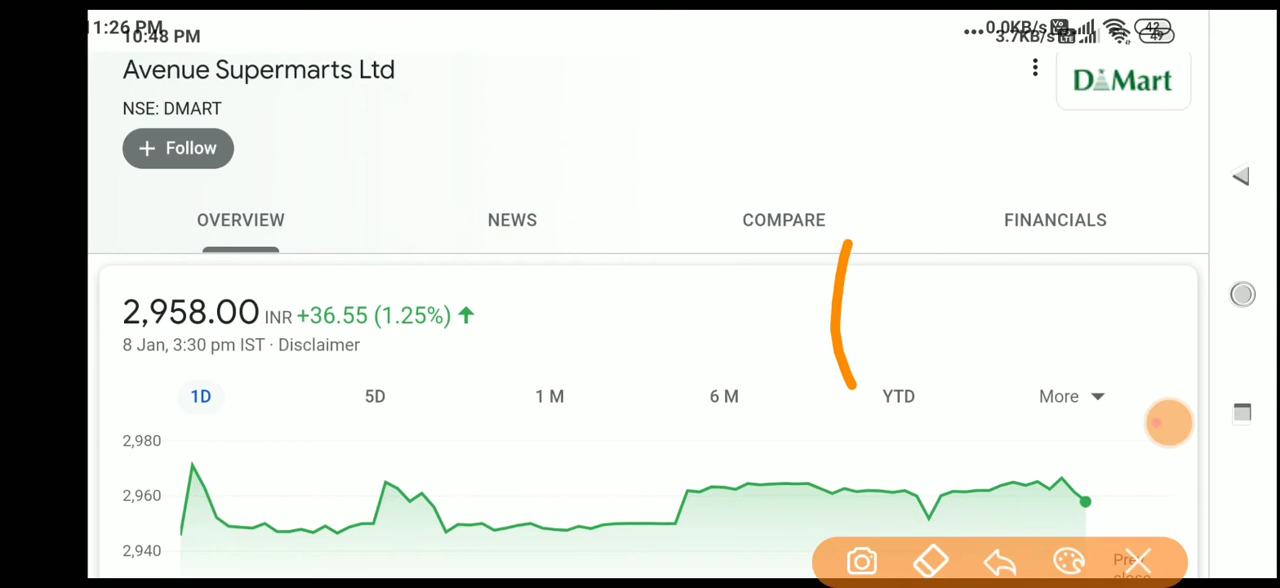 11:26 PM
10:48 PM
0.0KB/s
3.7KB/s
42
49
Avenue Supermarts Ltd
DMart
NSE: DMART
+ Follow
OVERVIEW NEWS COMPARE FINANCIALS
2,958.00 INR +36.55 (1.25%)
8 Jan, 3:30 pm IST · Disclaimer
1D 5D 1 M 6 M YTD More
2,980
2,960
2,940